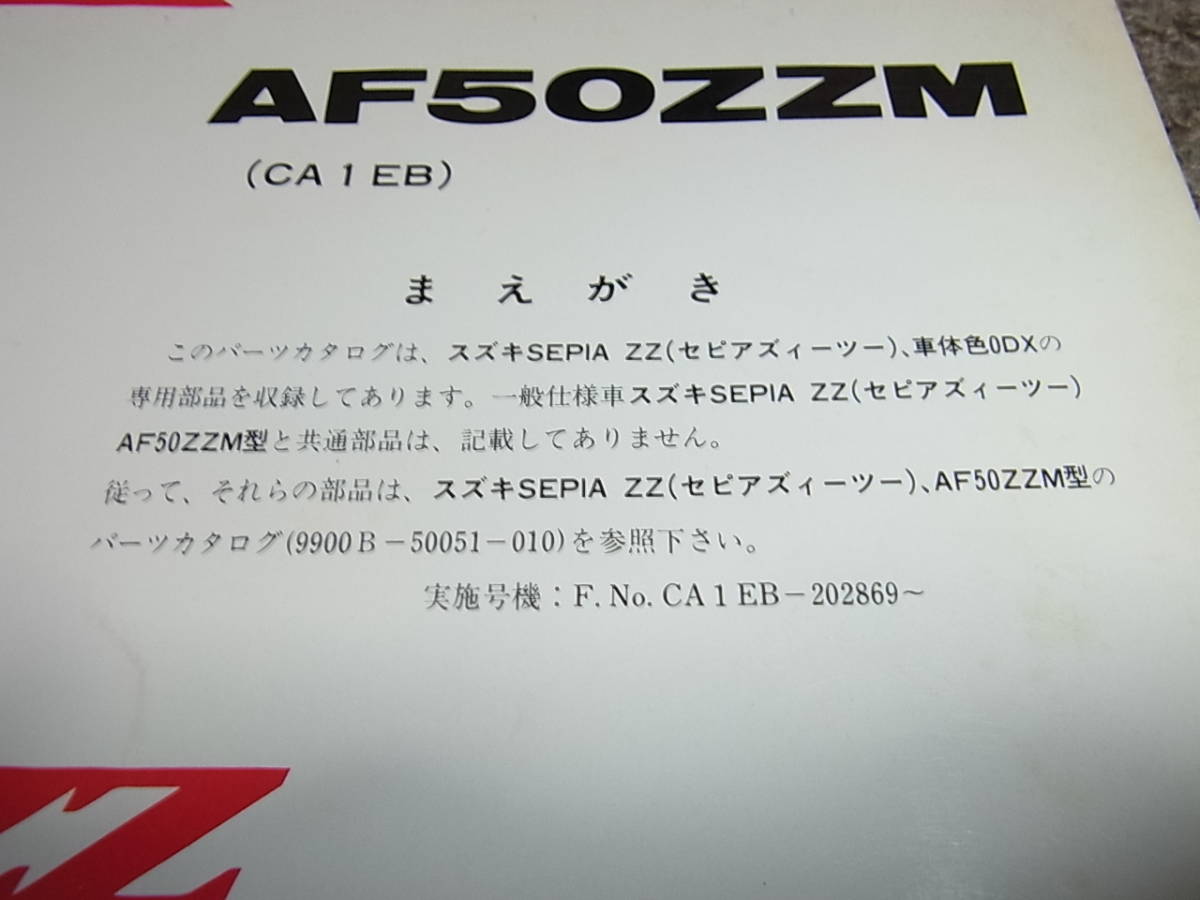 AF50ZZM
(CA1EB)
まえがき
このパーツカタログは、スズキSEPIA ZZ(セピアズィーツー)、車体色0DXの
専用部品を収録してあります。一般仕様車スズキSEPIA ZZ(セピアズィーツー)
AF50ZZM型と共通部品は、記載してありません。
従って、それらの部品は、スズキSEPIA ZZ(セピアズィーツー)、AF50ZZM型の
パーツカタログ(9900B-50051-010)を参照下さい。
実施号機:F.No.CA1EB-202869~